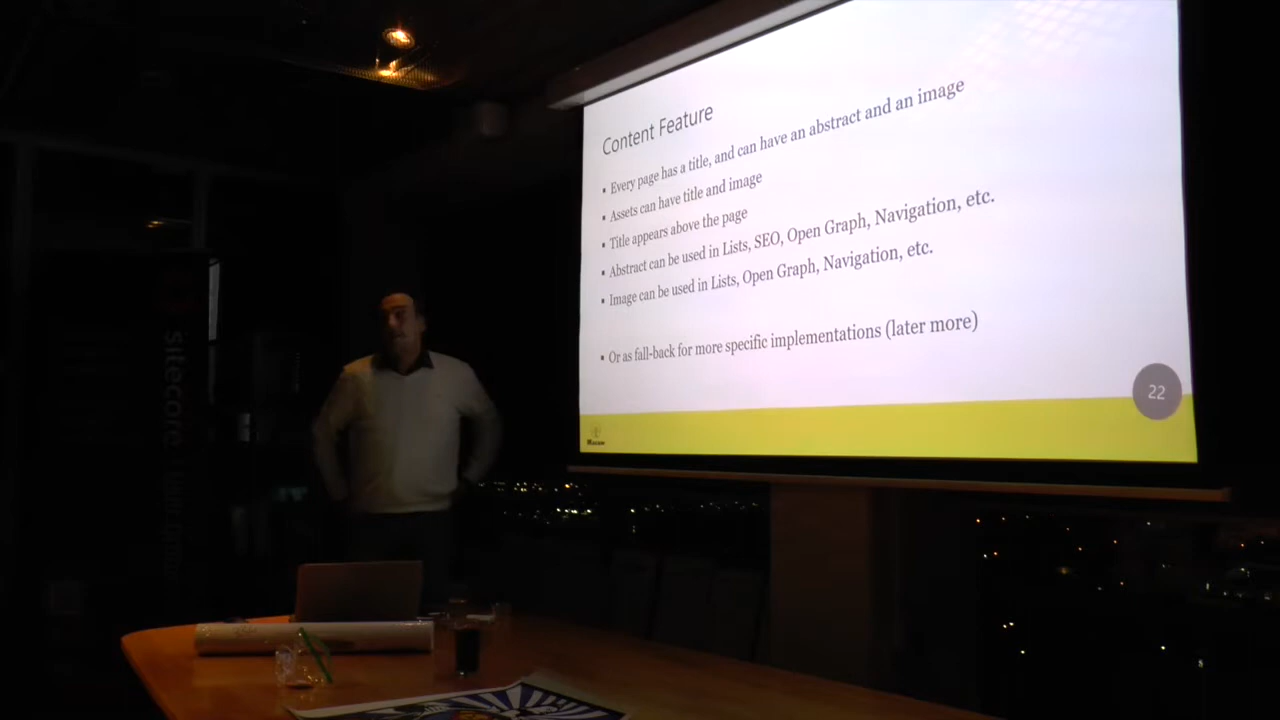 Content Feature
▪ Every page has a title, and can have an abstract and an image
▪ Assets can have title and image
▪ Title appears above the page
▪ Abstract can be used in Lists, SEO, Open Graph, Navigation, etc.
▪ Image can be used in Lists, Open Graph, Navigation, etc.
▪ Or as fall-back for more specific implementations (later more)
22
Macaw
sitecore